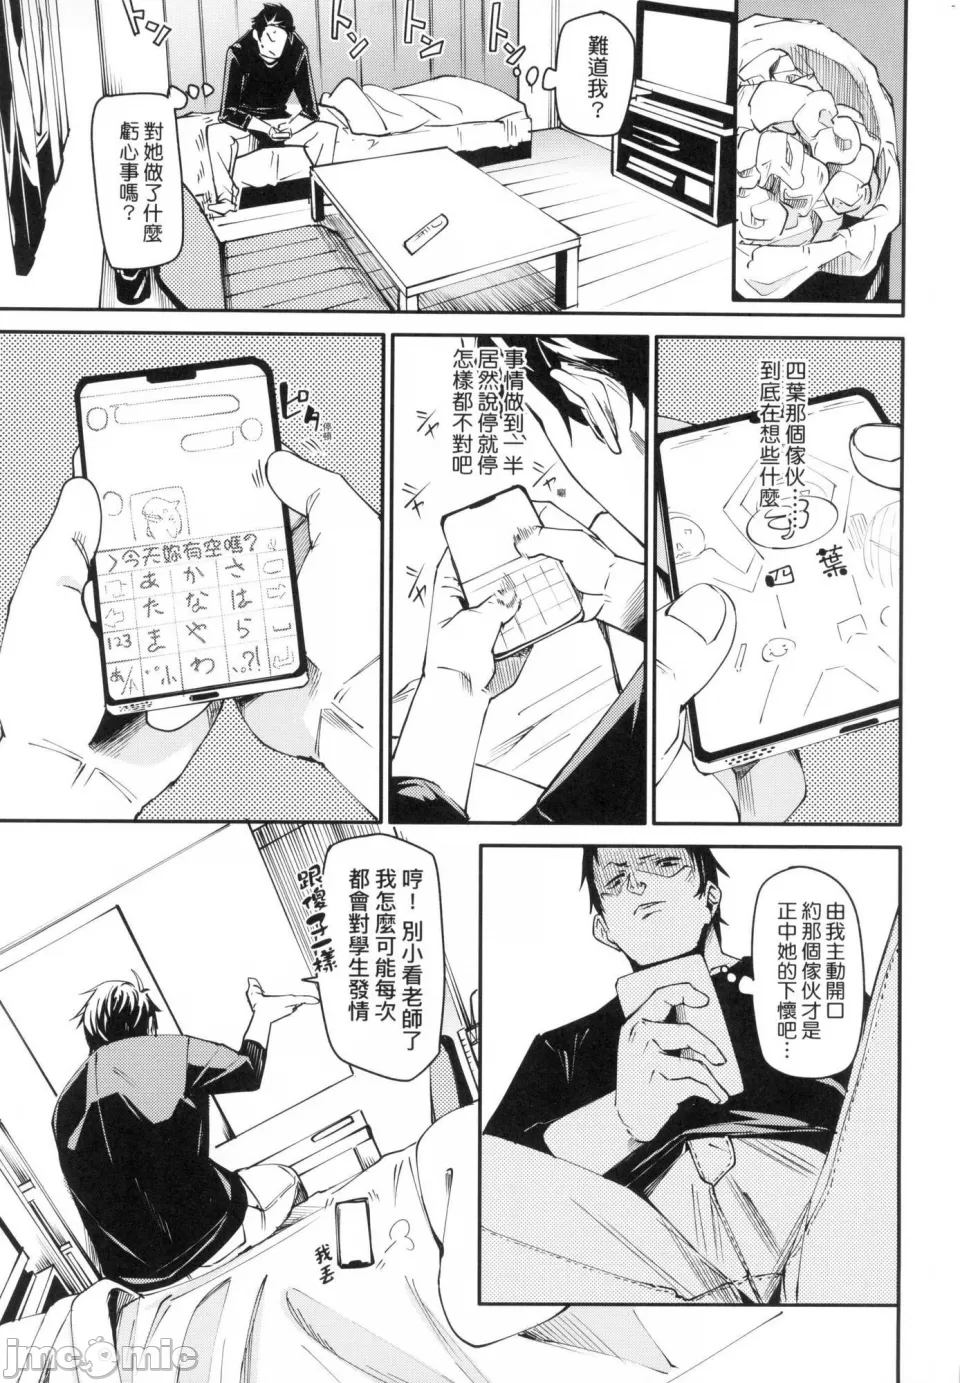 トン
トン
トン
トン
難道我？
對她做了什麼
虧心事嗎？
四葉那個傢伙……
到底在想些什麼
四葉
事情做到一半
居然說停就停
怎樣都不對吧
ピタ
停頓
今天妳有空嗎？
あ か さ
た な は
123 ま や ら
わ 、。?!
由我主動開口
約那個傢伙才是
正中她的下懷吧…
哼！別小看老師了
我怎麼可能每次
都會對學生發情
跟傻子一樣
我丟
jmcomic